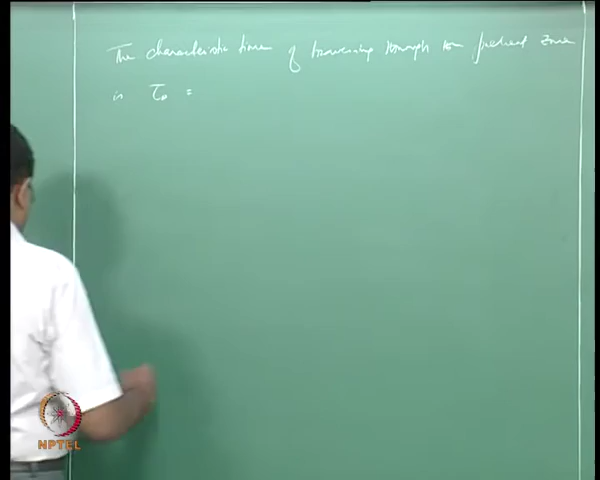 The characteristic time of traversing through the preheat zone
is τ₀ =
NPTEL